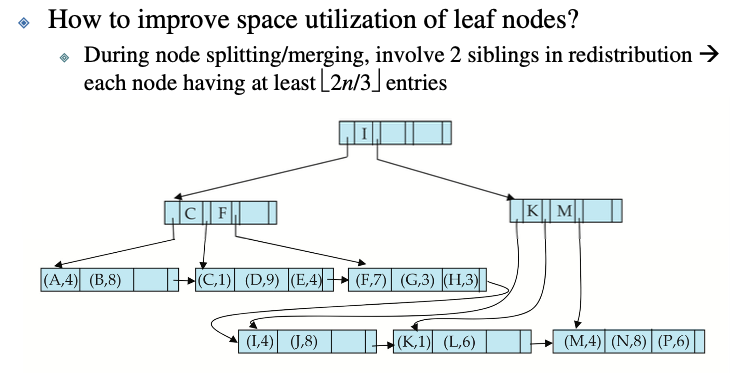 How to improve space utilization of leaf nodes?
During node splitting/merging, involve 2 siblings in redistribution →
each node having at least ⌊2n/3⌋ entries
I
C F
K M
(A,4) (B,8) (C,1) (D,9) (E,4) (F,7) (G,3) (H,3)
(I,4) (J,8) (K,1) (L,6) (M,4) (N,8) (P,6)